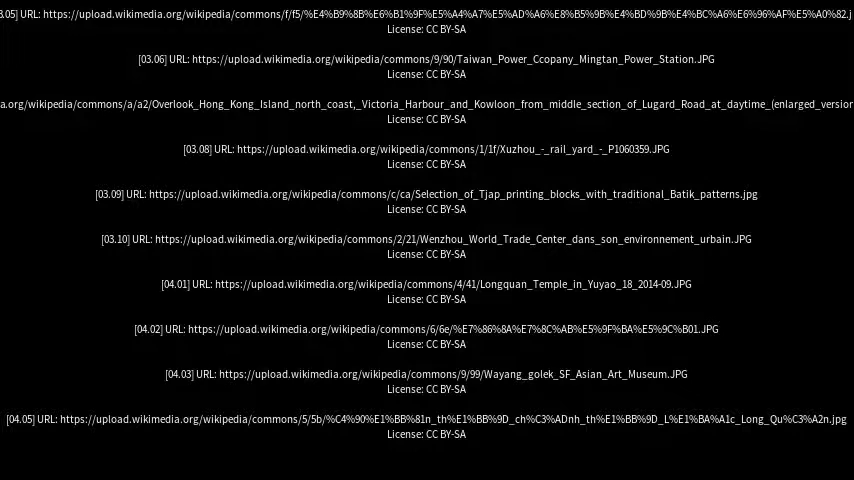 3.05] URL: https://upload.wikimedia.org/wikipedia/commons/f/f5/%E4%B9%8B%E6%B1%9F%E5%A4%A7%E5%AD%A6%E8%B5%9B%E4%BD%9B%E4%BC%A6%E6%96%AF%E5%A0%82.j
License: CC BY-SA
[03.06] URL: https://upload.wikimedia.org/wikipedia/commons/9/90/Taiwan_Power_Ccopany_Mingtan_Power_Station.JPG
License: CC BY-SA
a.org/wikipedia/commons/a/a2/Overlook_Hong_Kong_Island_north_coast,_Victoria_Harbour_and_Kowloon_from_middle_section_of_Lugard_Road_at_daytime_(enlarged_version
License: CC BY-SA
[03.08] URL: https://upload.wikimedia.org/wikipedia/commons/1/1f/Xuzhou_-_rail_yard_-_P1060359.JPG
License: CC BY-SA
[03.09] URL: https://upload.wikimedia.org/wikipedia/commons/c/ca/Selection_of_Tjap_printing_blocks_with_traditional_Batik_patterns.jpg
License: CC BY-SA
[03.10] URL: https://upload.wikimedia.org/wikipedia/commons/2/21/Wenzhou_World_Trade_Center_dans_son_environnement_urbain.JPG
License: CC BY-SA
[04.01] URL: https://upload.wikimedia.org/wikipedia/commons/4/41/Longquan_Temple_in_Yuyao_18_2014-09.JPG
License: CC BY-SA
[04.02] URL: https://upload.wikimedia.org/wikipedia/commons/6/6e/%E7%86%8A%E7%8C%AB%E5%9F%BA%E5%9C%B01.JPG
License: CC BY-SA
[04.03] URL: https://upload.wikimedia.org/wikipedia/commons/9/99/Wayang_golek_SF_Asian_Art_Museum.JPG
License: CC BY-SA
[04.05] URL: https://upload.wikimedia.org/wikipedia/commons/5/5b/%C4%90%E1%BB%81n_th%E1%BB%9D_ch%C3%ADnh_th%E1%BB%9D_L%E1%BA%A1c_Long_Qu%C3%A2n.jpg
License: CC BY-SA